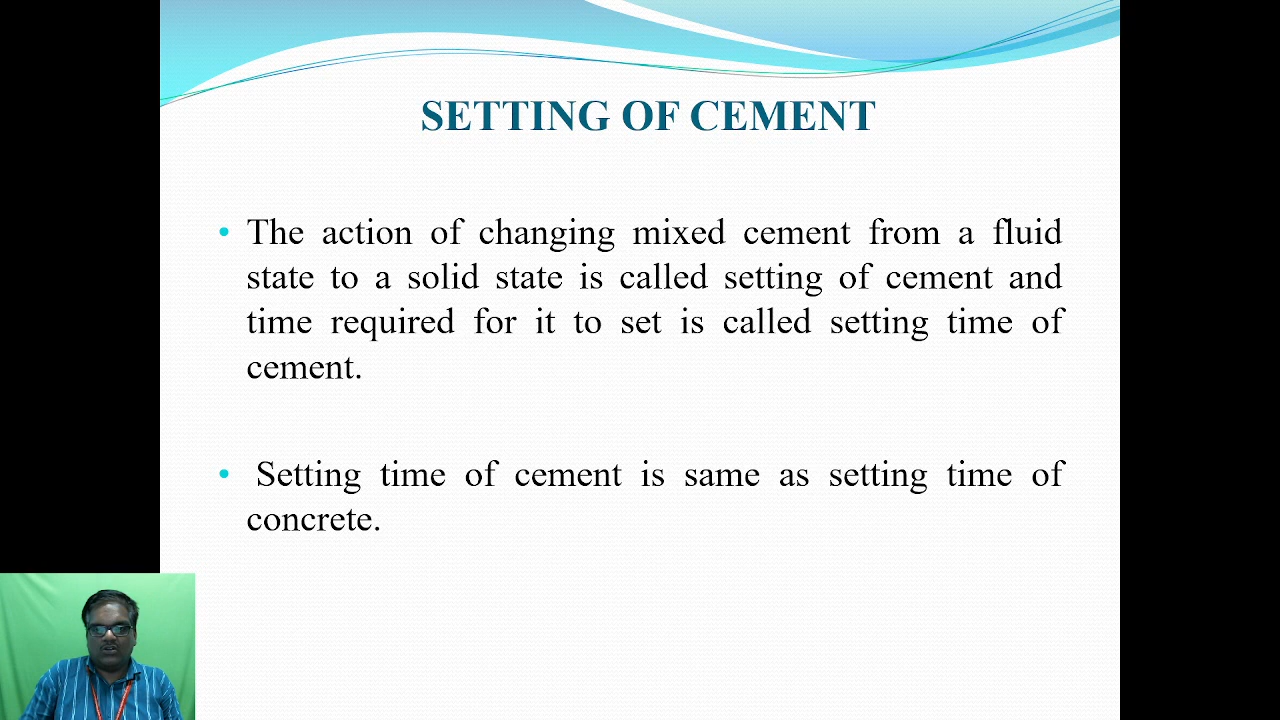 SETTING OF CEMENT
• The action of changing mixed cement from a fluid
state to a solid state is called setting of cement and
time required for it to set is called setting time of
cement.
• Setting time of cement is same as setting time of
concrete.